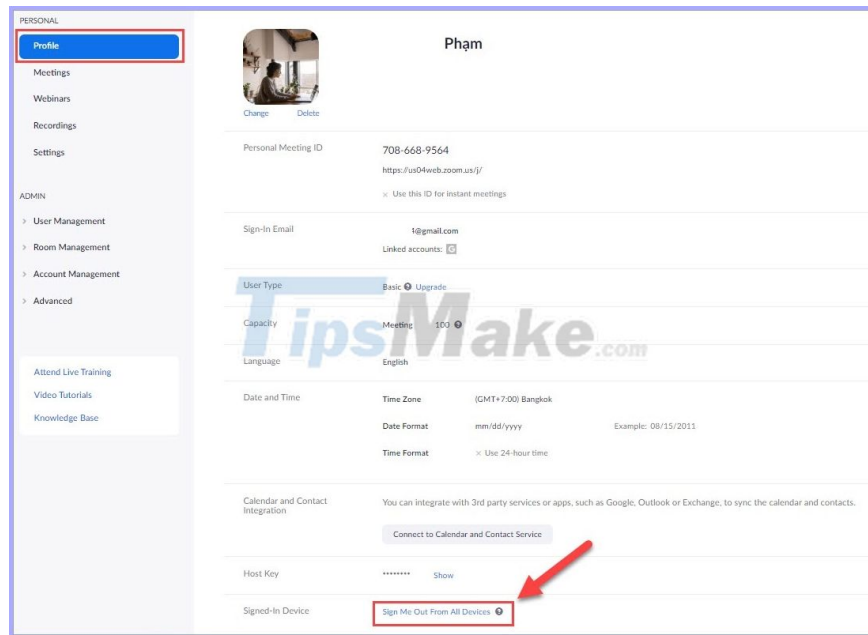 PERSONAL
Profile
Meetings
Webinars
Recordings
Settings
ADMIN
> User Management
> Room Management
> Account Management
> Advanced
Attend Live Training
Video Tutorials
Knowledge Base
Phạm
Change Delete
Personal Meeting ID 708-668-9564
https://us04web.zoom.us/j/
× Use this ID for instant meetings
Sign-In Email @gmail.com
Linked accounts: G
User Type Basic ? Upgrade
Capacity Meeting 100 ?
TipsMake.com
Language English
Date and Time Time Zone (GMT+7:00) Bangkok
Date Format mm/dd/yyyy Example: 08/15/2011
Time Format × Use 24-hour time
Calendar and Contact
Integration
You can integrate with 3rd party services or apps, such as Google, Outlook or Exchange, to sync the calendar and contacts.
Connect to Calendar and Contact Service
Host Key ******** Show
Signed-In Device Sign Me Out From All Devices ?